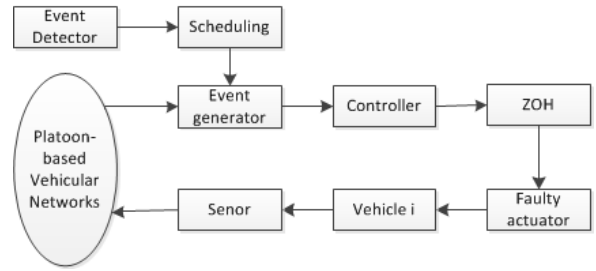 Event
Detector
Scheduling
Event
generator
Controller
ZOH
Platoon-
based
Vehicular
Networks
Senor
Vehicle i
Faulty
actuator